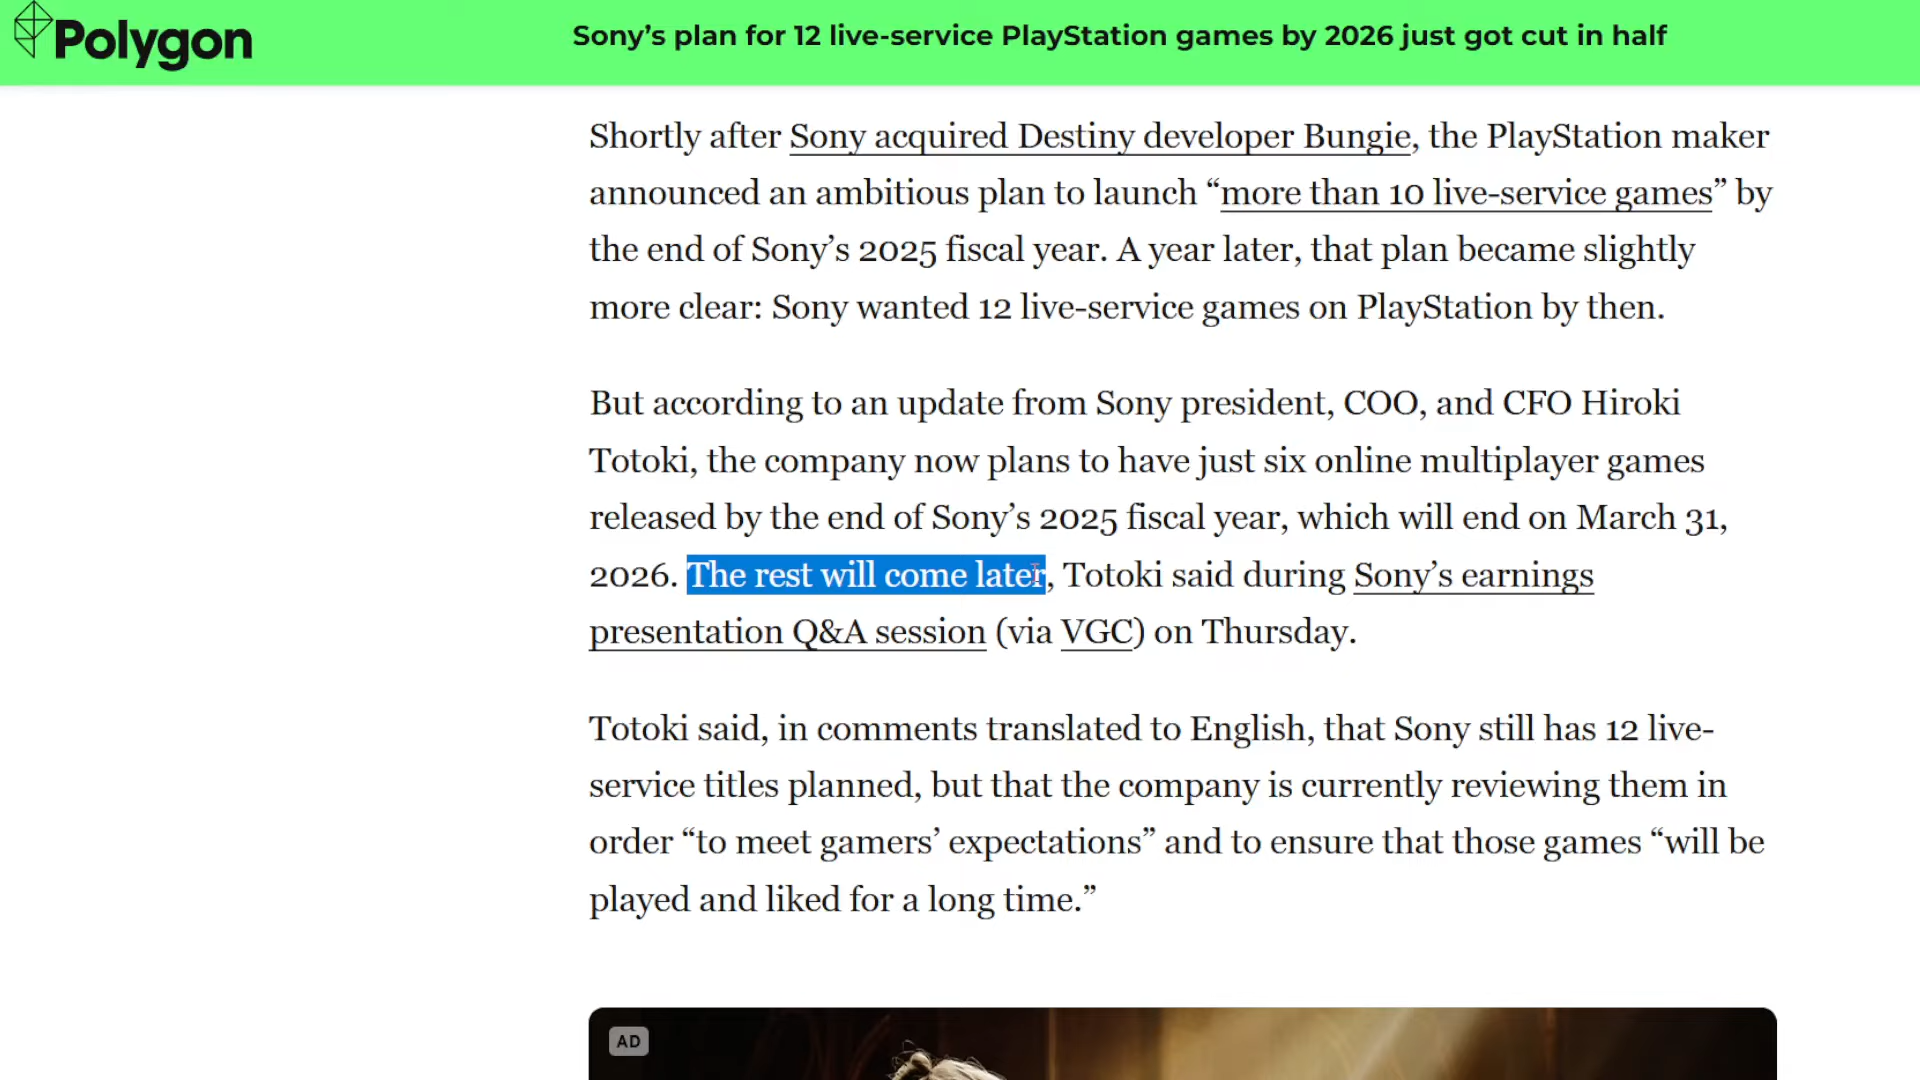 Polygon
Sony’s plan for 12 live-service PlayStation games by 2026 just got cut in half
Shortly after Sony acquired Destiny developer Bungie, the PlayStation maker
announced an ambitious plan to launch “more than 10 live-service games” by
the end of Sony’s 2025 fiscal year. A year later, that plan became slightly
more clear: Sony wanted 12 live-service games on PlayStation by then.
But according to an update from Sony president, COO, and CFO Hiroki
Totoki, the company now plans to have just six online multiplayer games
released by the end of Sony’s 2025 fiscal year, which will end on March 31,
2026. The rest will come later, Totoki said during Sony’s earnings
presentation Q&A session (via VGC) on Thursday.
Totoki said, in comments translated to English, that Sony still has 12 live-
service titles planned, but that the company is currently reviewing them in
order “to meet gamers’ expectations” and to ensure that those games “will be
played and liked for a long time.”
AD